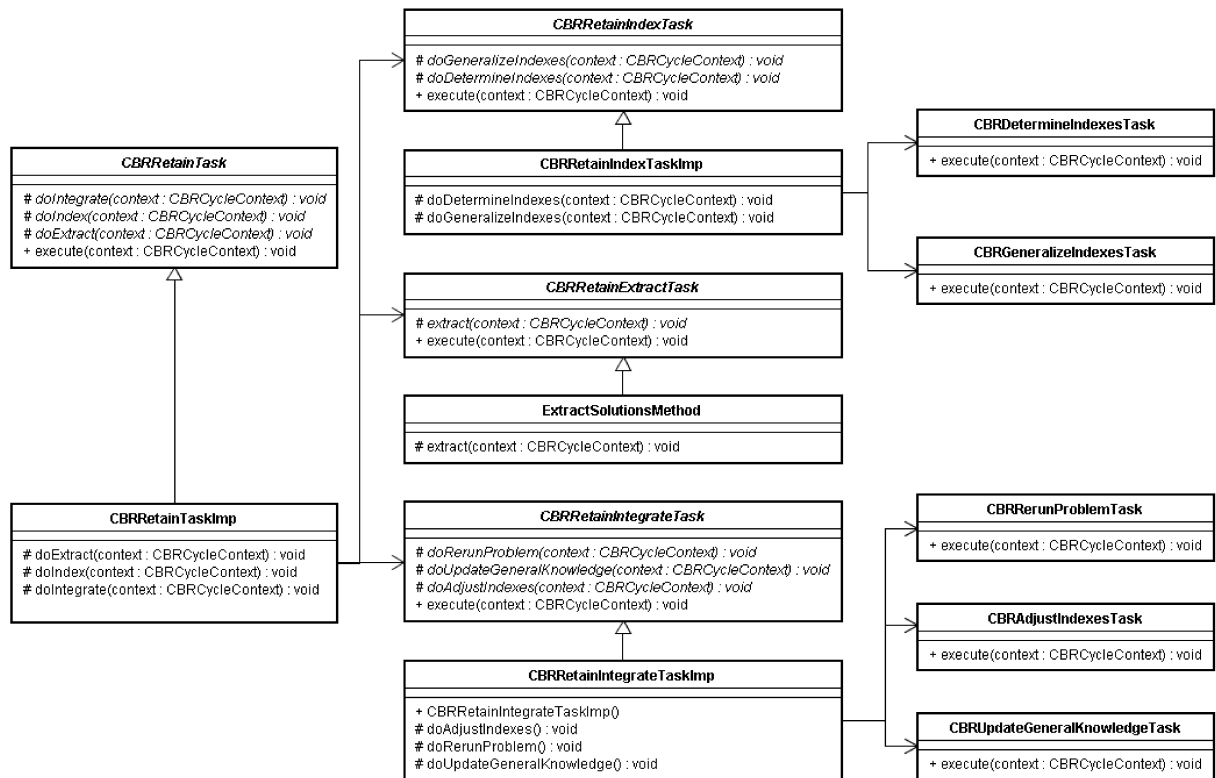 CBRRetainIndexTask
# doGeneralizeIndexes(context : CBRCycleContext) : void
# doDetermineIndexes(context : CBRCycleContext) : void
+ execute(context : CBRCycleContext) : void
CBRDetermineIndexesTask
+ execute(context : CBRCycleContext) : void
CBRRetainTask
# doIntegrate(context : CBRCycleContext) : void
# doIndex(context : CBRCycleContext) : void
# doExtract(context : CBRCycleContext) : void
+ execute(context : CBRCycleContext) : void
CBRRetainIndexTaskImp
# doDetermineIndexes(context : CBRCycleContext) : void
# doGeneralizeIndexes(context : CBRCycleContext) : void
CBRGeneralizeIndexesTask
+ execute(context : CBRCycleContext) : void
CBRRetainExtractTask
# extract(context : CBRCycleContext) : void
+ execute(context : CBRCycleContext) : void
ExtractSolutionsMethod
# extract(context : CBRCycleContext) : void
CBRRetainTaskImp
# doExtract(context : CBRCycleContext) : void
# doIndex(context : CBRCycleContext) : void
# doIntegrate(context : CBRCycleContext) : void
CBRRetainIntegrateTask
# doRerunProblem(context : CBRCycleContext) : void
# doUpdateGeneralKnowledge(context : CBRCycleContext) : void
# doAdjustIndexes(context : CBRCycleContext) : void
+ execute(context : CBRCycleContext) : void
CBRRerunProblemTask
+ execute(context : CBRCycleContext) : void
CBRAdjustIndexesTask
+ execute(context : CBRCycleContext) : void
CBRRetainIntegrateTaskImp
+ CBRRetainIntegrateTaskImp()
# doAdjustIndexes() : void
# doRerunProblem() : void
# doUpdateGeneralKnowledge() : void
CBRUpdateGeneralKnowledgeTask
+ execute(context : CBRCycleContext) : void